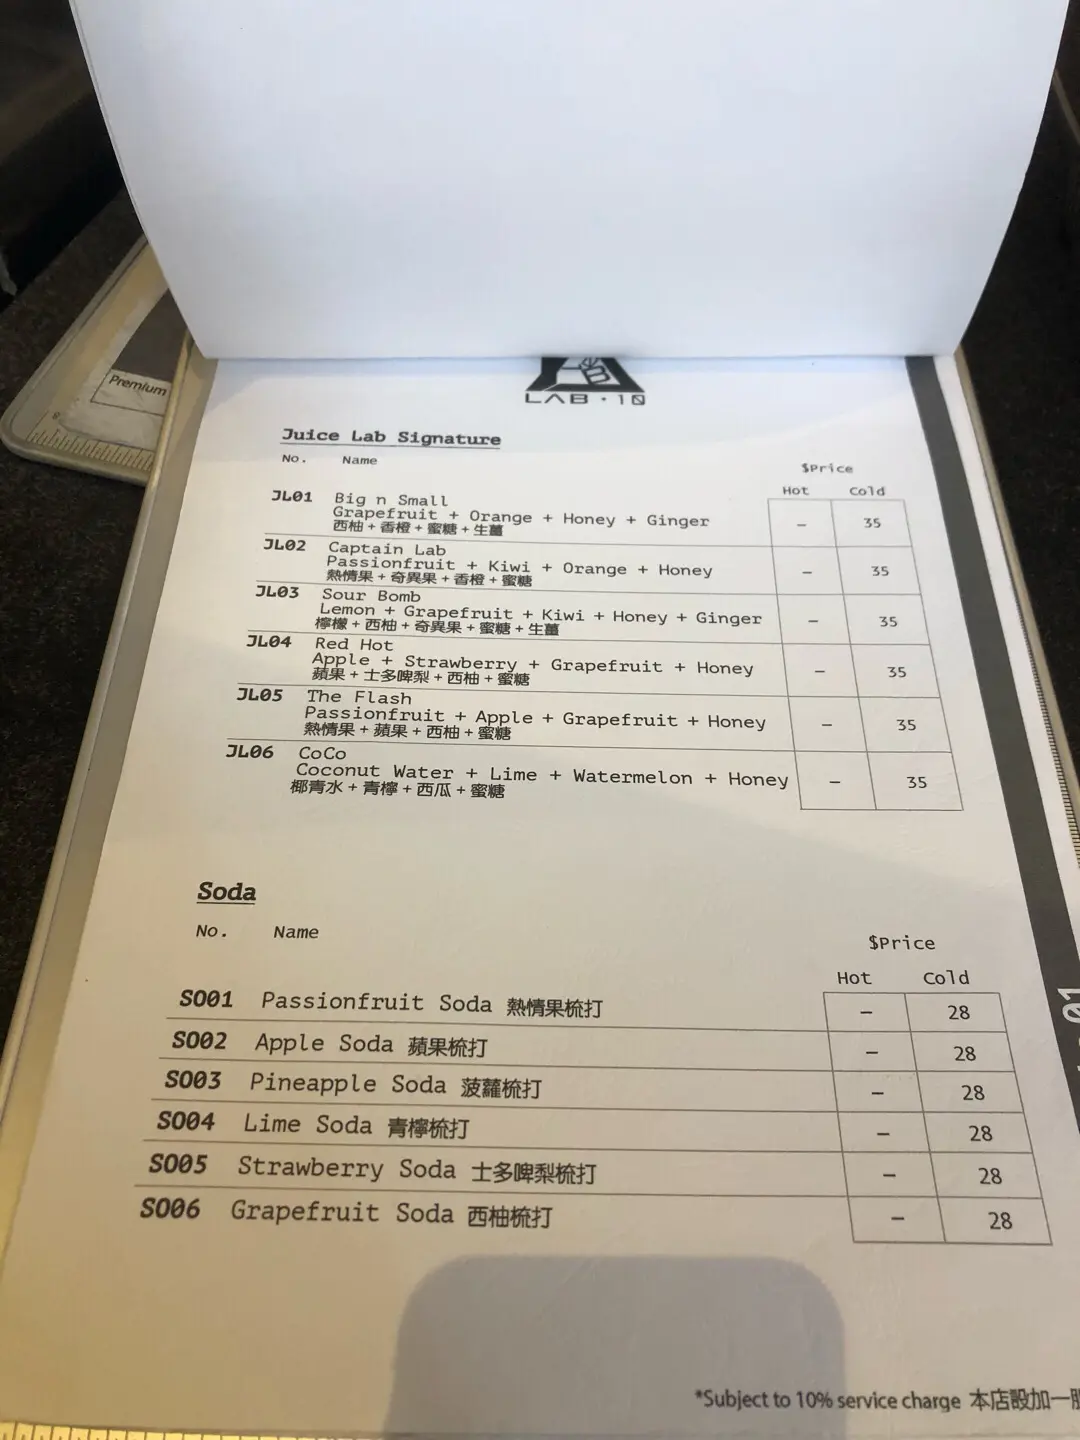 Premium
LAB·10
Juice Lab Signature
No. Name
$Price
Hot Cold
JL01 Big n Small
Grapefruit + Orange + Honey + Ginger – 35
西柚+香橙+蜜糖+生薑
JL02 Captain Lab
Passionfruit + Kiwi + Orange + Honey – 35
熱情果+奇異果+香橙+蜜糖
JL03 Sour Bomb
Lemon + Grapefruit + Kiwi + Honey + Ginger – 35
檸檬+西柚+奇異果+蜜糖+生薑
JL04 Red Hot
Apple + Strawberry + Grapefruit + Honey – 35
蘋果+士多啤梨+西柚+蜜糖
JL05 The Flash
Passionfruit + Apple + Grapefruit + Honey – 35
熱情果+蘋果+西柚+蜜糖
JL06 CoCo
Coconut Water + Lime + Watermelon + Honey – 35
椰青水+青檸+西瓜+蜜糖
Soda
No. Name
$Price
Hot Cold
SO01 Passionfruit Soda 熱情果梳打 – 28
SO02 Apple Soda 蘋果梳打 – 28
SO03 Pineapple Soda 菠蘿梳打 – 28
SO04 Lime Soda 青檸梳打 – 28
SO05 Strawberry Soda 士多啤梨梳打 – 28
SO06 Grapefruit Soda 西柚梳打 – 28
*Subject to 10% service charge 本店設加一服